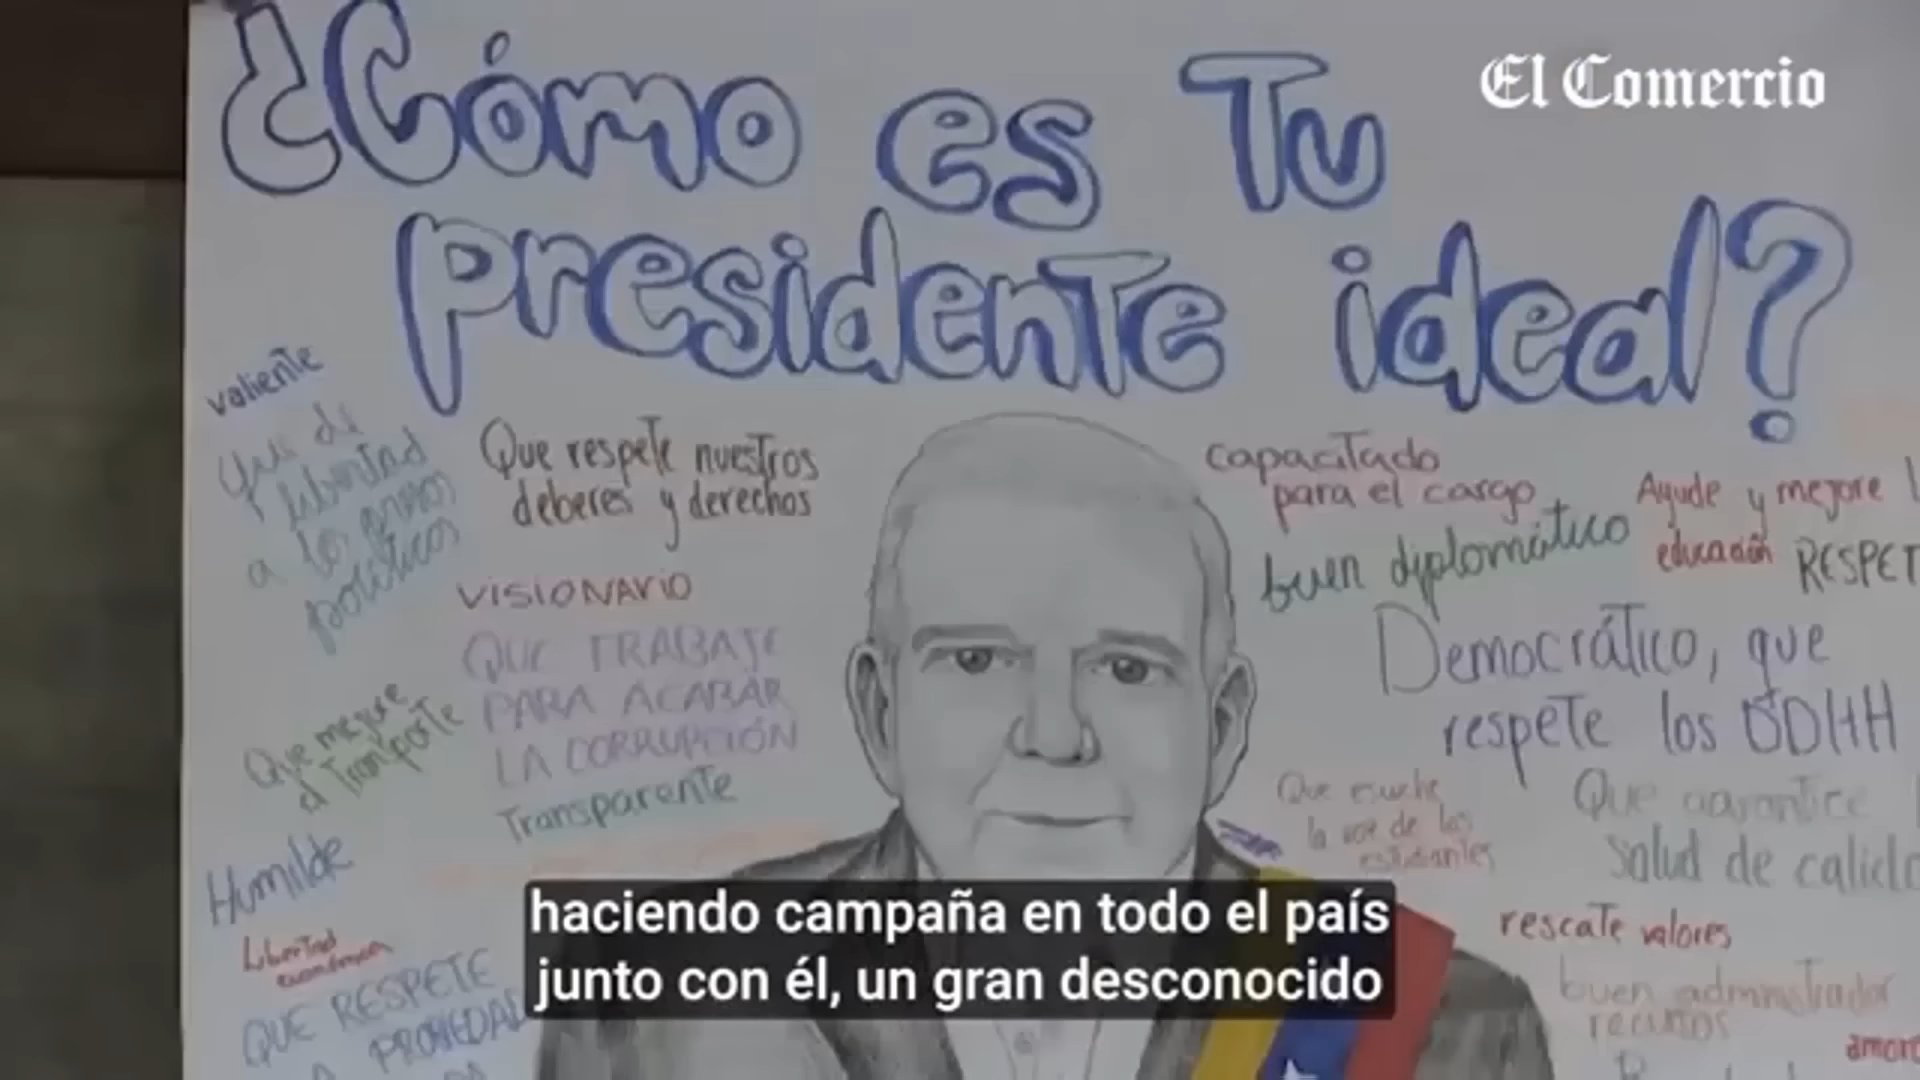 ¿Cómo es Tu
presidente ideal?
El Comercio
valiente
Que de
libertad
a los presos
políticos
Que respete nuestros
deberes y derechos
VISIONARIO
QUE TRABAJE
PARA ACABAR
LA CORRUPCIÓN
Transparente
Que mejore
el Transporte
Humilde
Libertad
económica
QUE RESPETE
LA PROPIEDAD
capacitado
para el cargo
buen diplomático
Ayude y mejore l
educación
RESPET
Democrático, que
respete los DDHH
Que escuche
la voz de los
estudiantes
Que garantice
salud de calid
rescate valores
buen administrador
recursos
amor
haciendo campaña en todo el país
junto con él, un gran desconocido